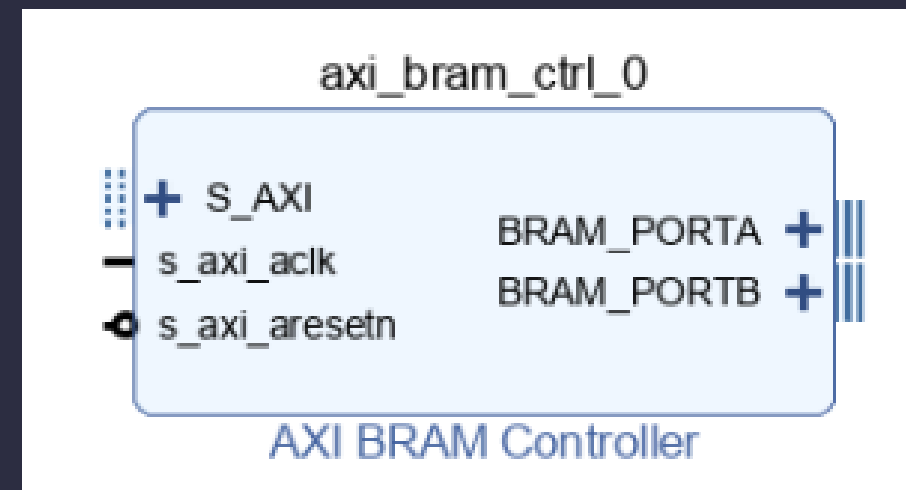 axi_bram_ctrl_0
S_AXI
s_axi_aclk
s_axi_aresetn
BRAM_PORTA
BRAM_PORTB
AXI BRAM Controller